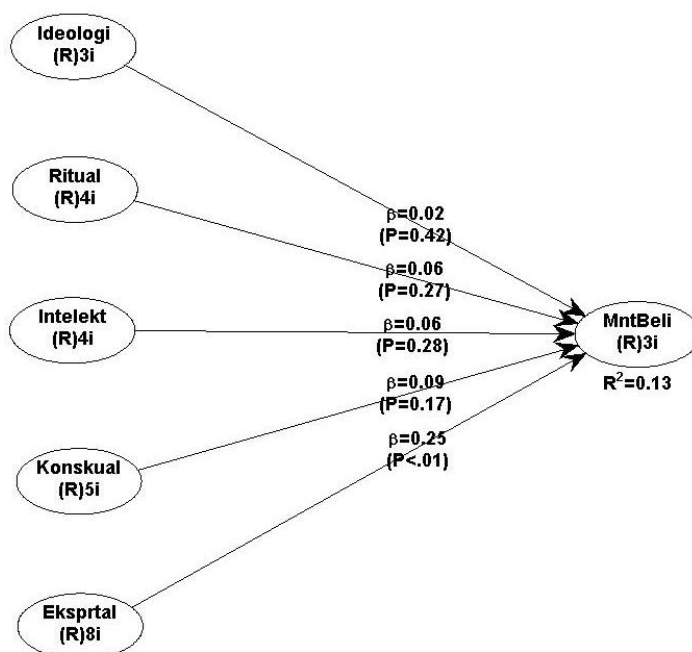 Ideologi
(R)3i
Ritual
(R)4i
Intelekt
(R)4i
Konskual
(R)5i
Eksprtal
(R)8i
β=0.02
(P=0.42)
β=0.06
(P=0.27)
β=0.06
(P=0.28)
β=0.09
(P=0.17)
β=0.25
(P<.01)
MntBeli
(R)3i
R²=0.13